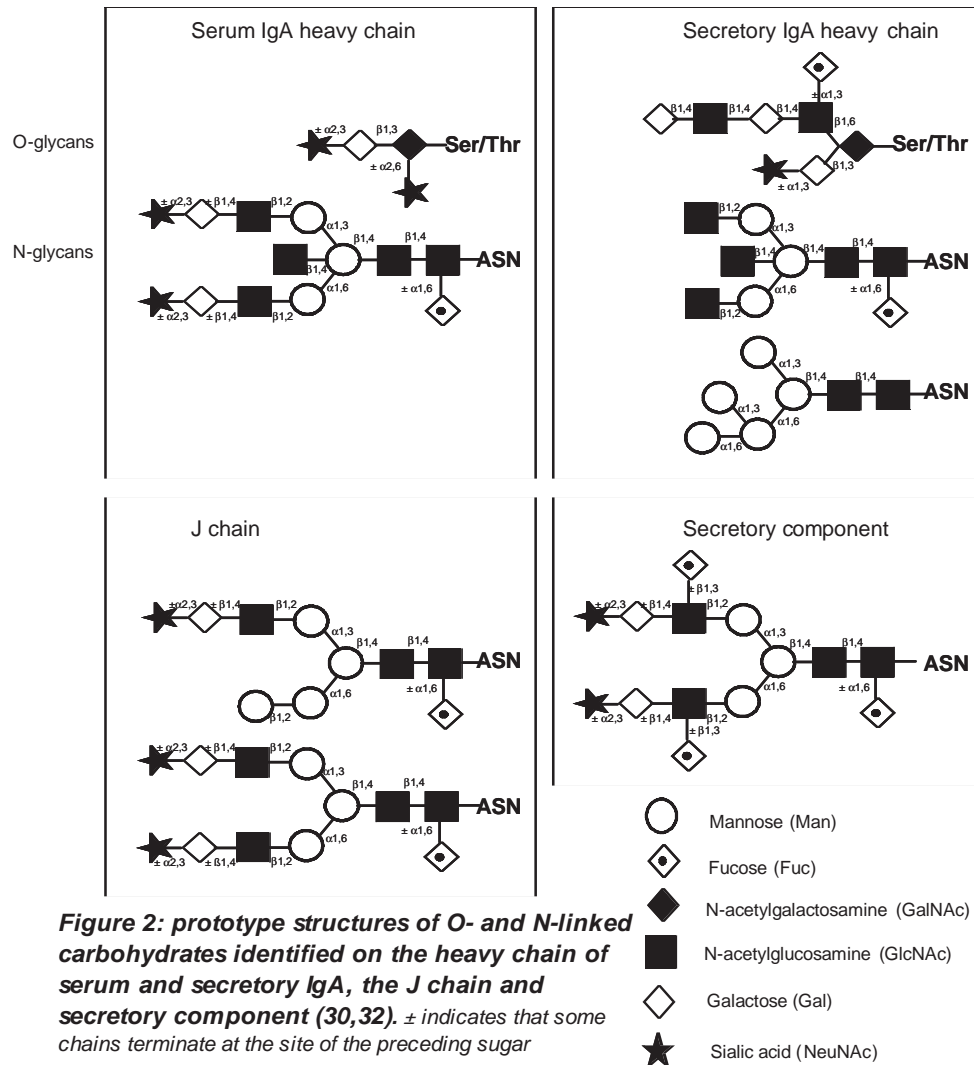 Serum IgA heavy chain
Secretory IgA heavy chain
O-glycans
N-glycans
± α2,3 β1,3 Ser/Thr
± α2,6
± α2,3 ± β1,4 β1,2
α1,3
β1,4 β1,4 ASN
β1,4
α1,6 ± α1,6
± α2,3 ± β1,4 β1,2
± α1,3
β1,4 β1,4 β1,4
β1,6
Ser/Thr
± α1,3 β1,3
β1,2
α1,3
β1,4 β1,4 ASN
β1,4
α1,6 ± α1,6
β1,2
α1,3
β1,4 β1,4 ASN
α1,3
α1,6
α1,6
J chain
±α2,3 ± β1,4 β1,2
α1,3
β1,4 β1,4 ASN
α1,6 ± α1,6
β1,2
± α2,3 ± β1,4 β1,2
α1,3
β1,4 β1,4 ASN
α1,6 ± α1,6
± α2,3 ± ß1,4 β1,2
Secretory component
± β1,3
±α2,3 ± β1,4 β1,2
α1,3
β1,4 β1,4 ASN
α1,6 ± α1,6
± α2,3 ± β1,4 β1,2
± β1,3
Mannose (Man)
Fucose (Fuc)
N-acetylgalactosamine (GalNAc)
N-acetylglucosamine (GlcNAc)
Galactose (Gal)
Sialic acid (NeuNAc)
Figure 2: prototype structures of O- and N-linked
carbohydrates identified on the heavy chain of
serum and secretory IgA, the J chain and
secretory component (30,32). ± indicates that some
chains terminate at the site of the preceding sugar